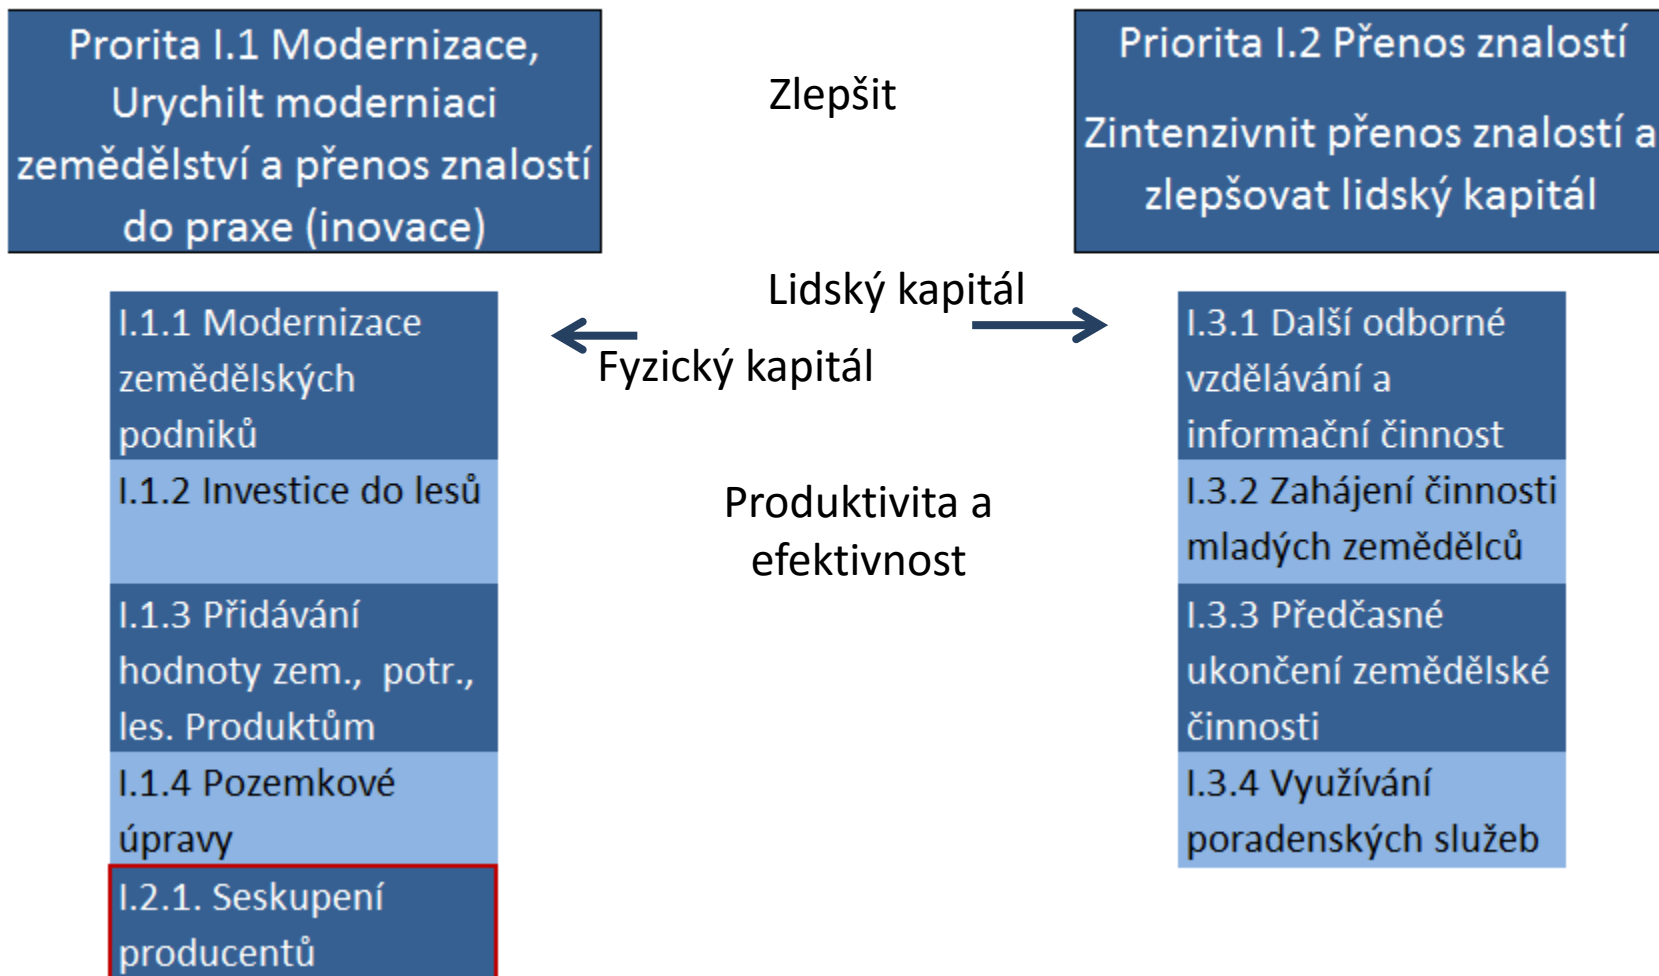 Prorita I.1 Modernizace,
Urychilt moderniaci
zemědělství a přenos znalostí
do praxe (inovace)
Zlepšit
Priorita I.2 Přenos znalostí
Zintenzivnit přenos znalostí a
zlepšovat lidský kapitál
Lidský kapitál
Fyzický kapitál
Produktivita a
efektivnost
I.1.1 Modernizace
zemědělských
podniků
I.1.2 Investice do lesů
I.1.3 Přidávání
hodnoty zem., potr.,
les. Produktům
I.1.4 Pozemkové
úpravy
I.2.1. Seskupení
producentů
I.3.1 Další odborné
vzdělávání a
informační činnost
I.3.2 Zahájení činnosti
mladých zemědělců
I.3.3 Předčasné
ukončení zemědělské
činnosti
I.3.4 Využívání
poradenských služeb